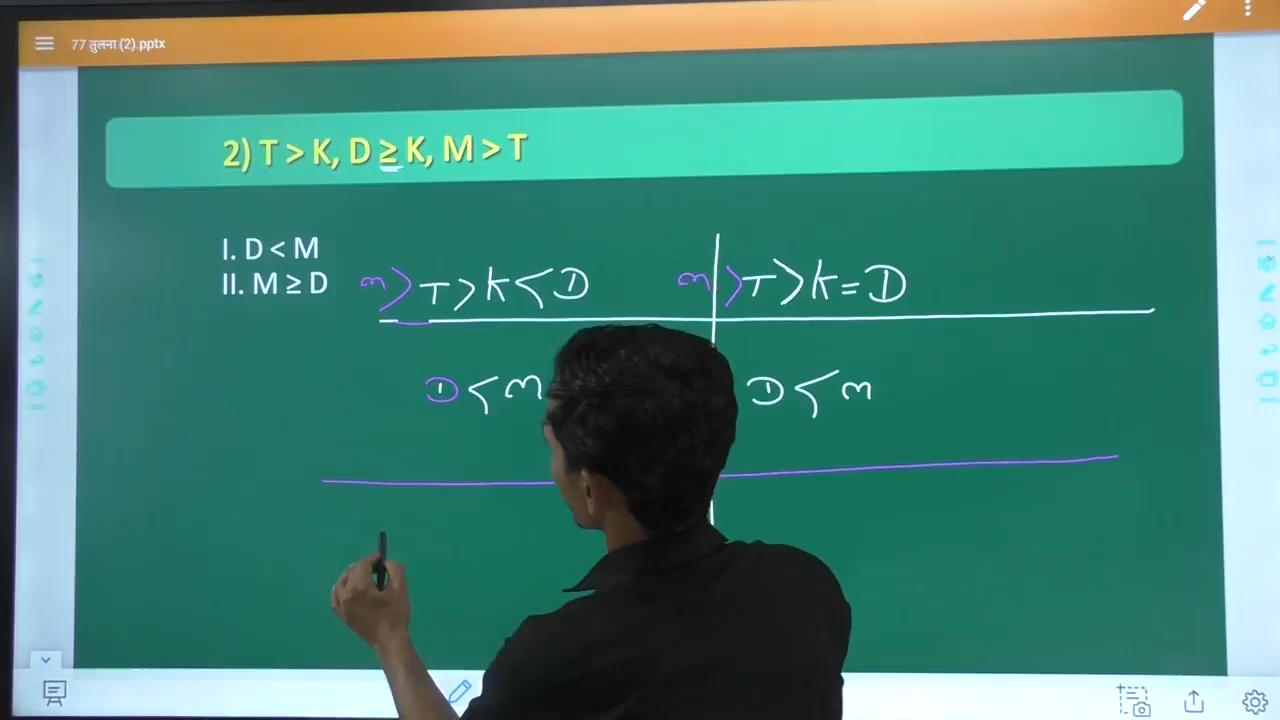 77 तुलना (2).pptx
2) T > K, D ≥ K, M > T
I. D < M
II. M ≥ D
m > T > K < D
m > T > K = D
D < m
D < m